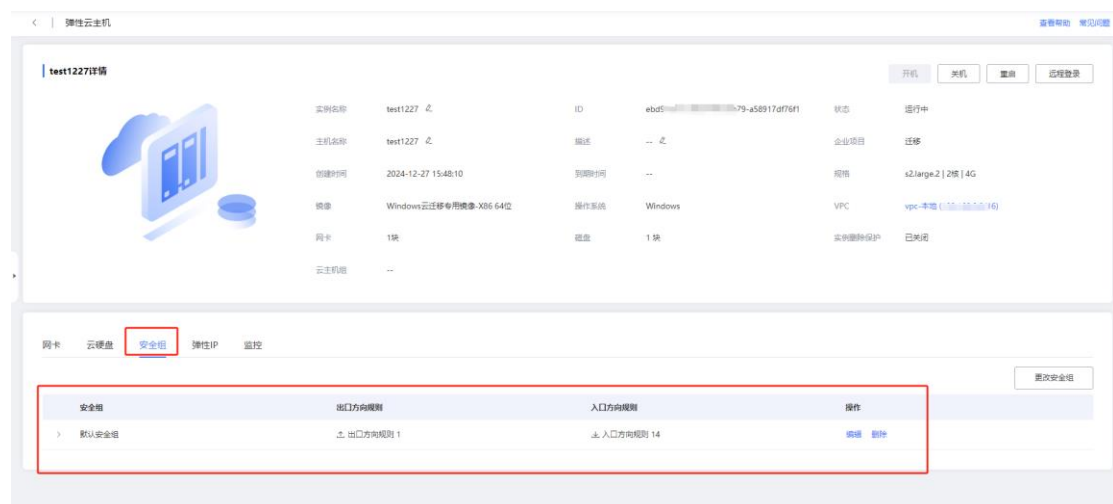 弹性云主机 查看帮助 常见问题
test1227详情 开机 关机 重启 远程登录
实例名称 test1227 ID 79-a58917df76f1 状态 运行中
主机名称 test1227 描述 -- 企业项目 迁移
创建时间 2024-12-27 15:48:10 到期时间 -- 规格 s2.large.2 | 2核 | 4G
镜像 Windows云迁移专用镜像-X86 64位 操作系统 Windows VPC vpc-本地
网卡 1块 磁盘 1 块 实例删除保护 已关闭
云主机组 --
网卡 云硬盘 安全组 弹性IP 监控
更改安全组
安全组 出口方向规则 入口方向规则 操作
默认安全组 出口方向规则 1 入口方向规则 14 编辑 删除